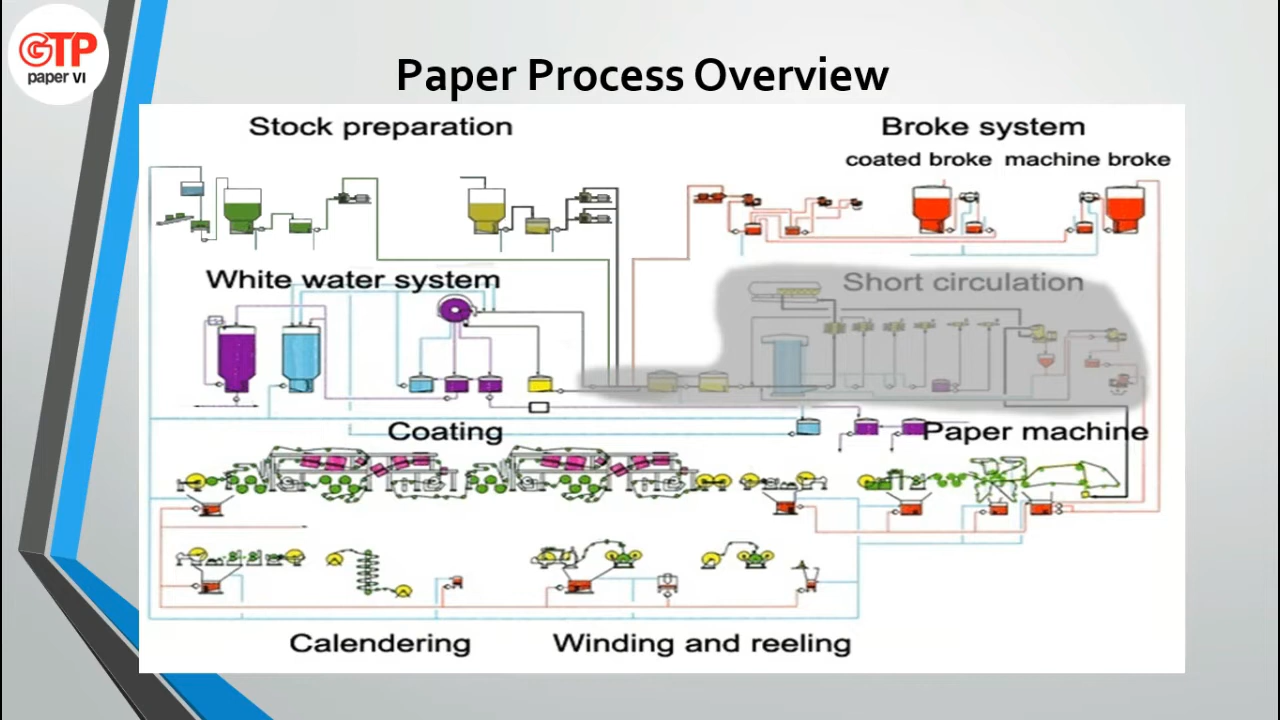 GTP
paper VI
Paper Process Overview
Stock preparation
Broke system
coated broke machine broke
White water system
Short circulation
Coating
Paper machine
Calendering
Winding and reeling